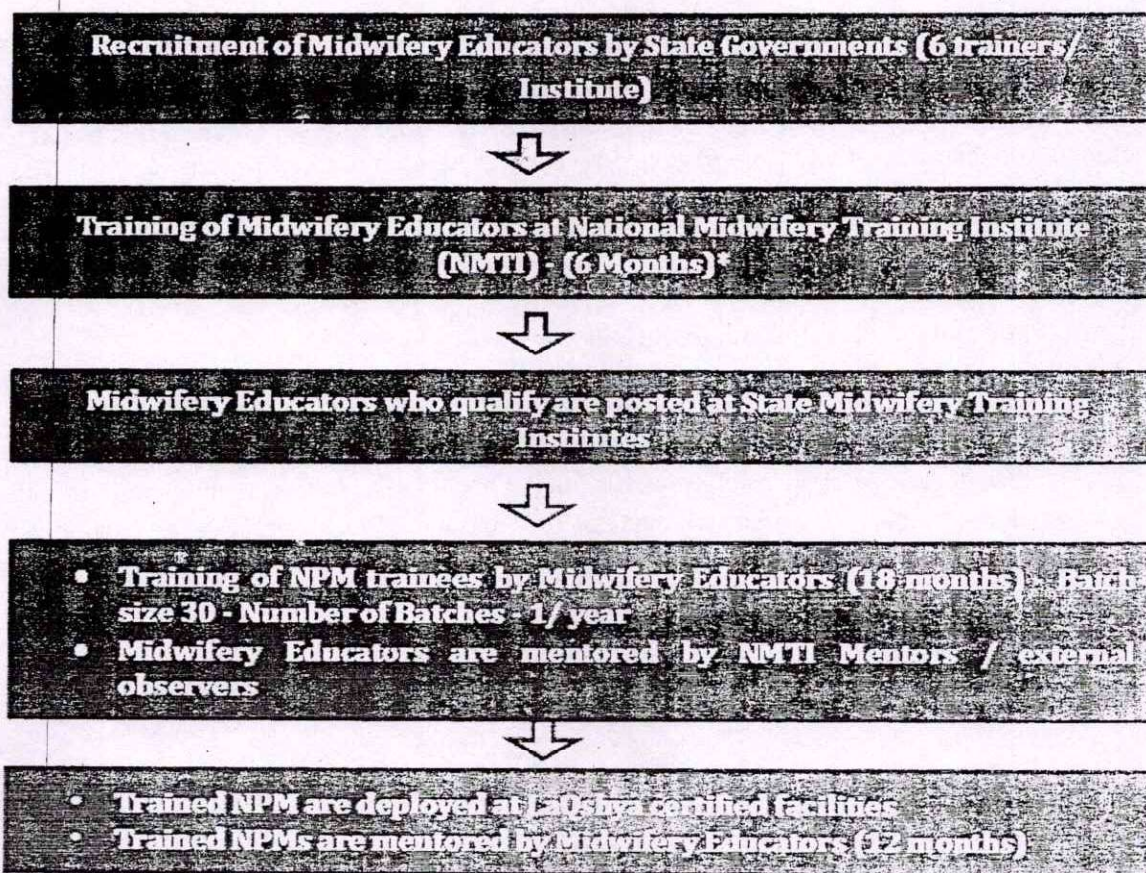 Recruitment of Midwifery Educators by State Governments (6 trainers/
Institute)
Training of Midwifery Educators at National Midwifery Training Institute
(NMTI) - (6 Months)*
Midwifery Educators who qualify are posted at State Midwifery Training
Institutes
• Training of NPM trainees by Midwifery Educators (18 months) - Batch
size 30 - Number of Batches - 1/ year
• Midwifery Educators are mentored by NMTI Mentors / external
observers
• Trained NPM are deployed at LaQshya certified facilities
• Trained NPMs are mentored by Midwifery Educators (12 months)